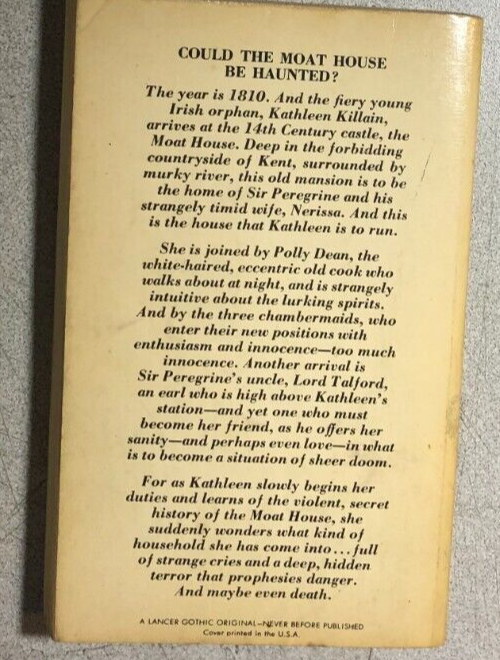 COULD THE MOAT HOUSE
BE HAUNTED?
The year is 1810. And the fiery young
Irish orphan, Kathleen Killain,
arrives at the 14th Century castle, the
Moat House. Deep in the forbidding
countryside of Kent, surrounded by
murky river, this old mansion is to be
the home of Sir Peregrine and his
strangely timid wife, Nerissa. And this
is the house that Kathleen is to run.
She is joined by Polly Dean, the
white-haired, eccentric old cook who
walks about at night, and is strangely
intuitive about the lurking spirits.
And by the three chambermaids, who
enter their new positions with
enthusiasm and innocence—too much
innocence. Another arrival is
Sir Peregrine's uncle, Lord Talford,
an earl who is high above Kathleen's
station—and yet one who must
become her friend, as he offers her
sanity—and perhaps even love—in what
is to become a situation of sheer doom.
For as Kathleen slowly begins her
duties and learns of the violent, secret
history of the Moat House, she
suddenly wonders what kind of
household she has come into...full
of strange cries and a deep, hidden
terror that prophesies danger.
And maybe even death.
A LANCER GOTHIC ORIGINAL—NEVER BEFORE PUBLISHED
Cover printed in the U.S.A.